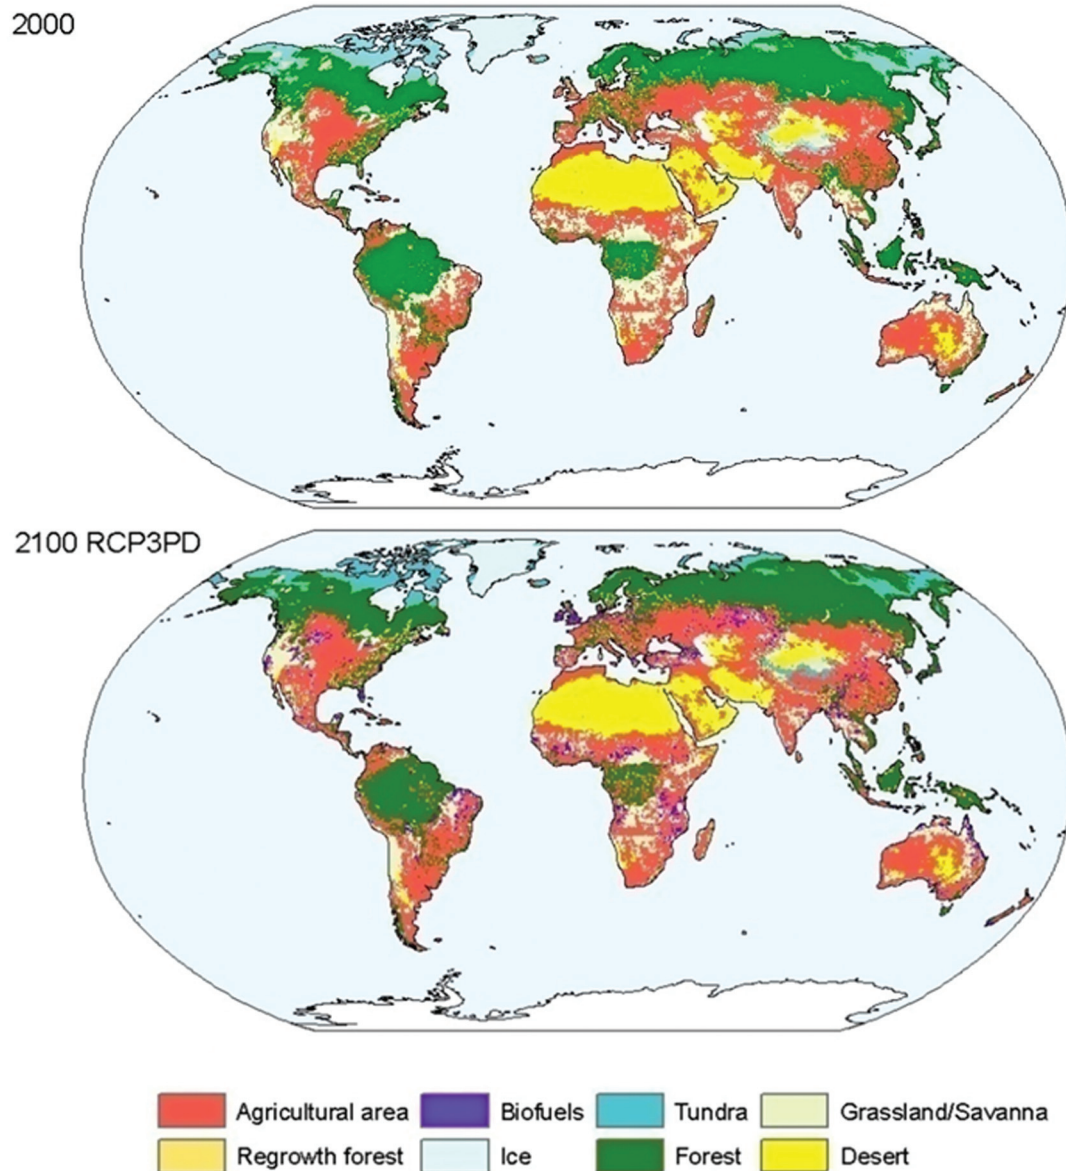 2000
2100 RCP3PD
Agricultural area Biofuels Tundra Grassland/Savanna
Regrowth forest Ice Forest Desert